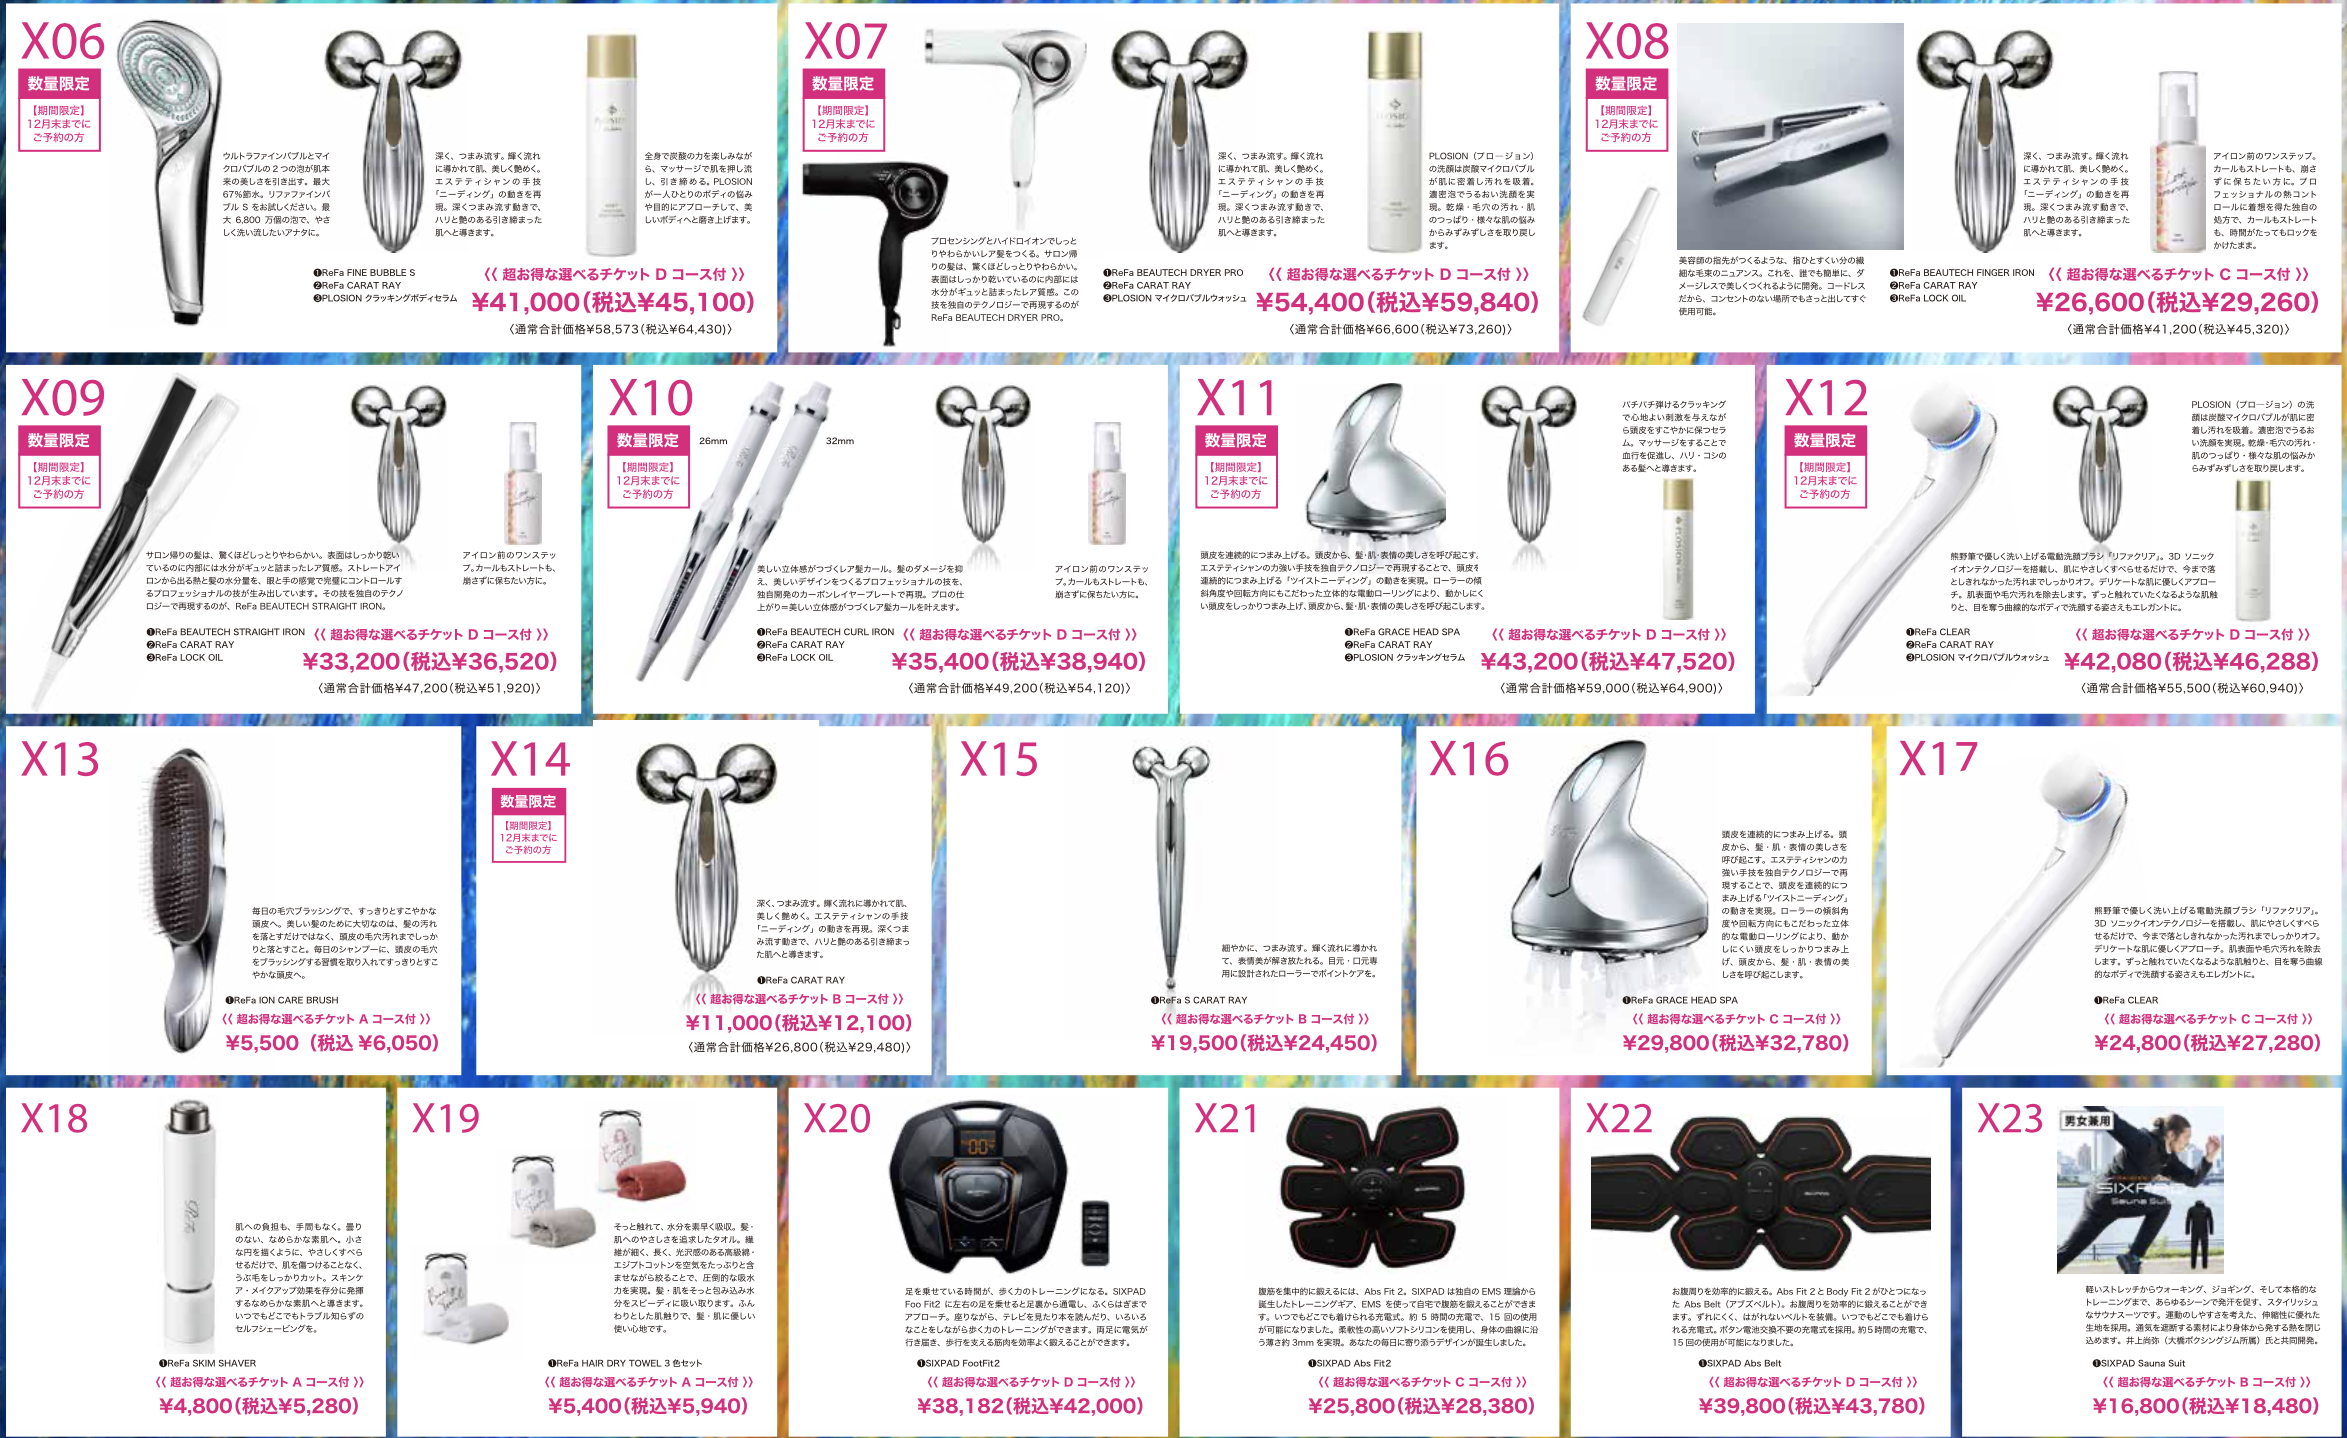 X06
数量限定
【期間限定】
12月末までに
ご予約の方
ウルトラファインバブルとマイ
クロバブルの2つの泡が肌本
来の美しさを引き出す。最大
67%節水。リファファインバ
ブル S をお試しください。最
大 6,800 万個の泡で、やさ
しく洗い流したいアナタに。
深く、つまみ流す。輝く流れ
に導かれて肌、美しく艶めく。
エステティシャンの手技
「ニーディング」の動きを再
現。深くつまみ流す動きで、
ハリと艶のある引き締まった
肌へと導きます。
全身で炭酸の力を楽しみなが
ら、マッサージで肌を押し流
し、引き締める。PLOSION
が一人ひとりのボディの悩み
や目的にアプローチして、美
しいボディへと磨き上げます。
❶ReFa FINE BUBBLE S
❷ReFa CARAT RAY
❸PLOSION クラッキングボディセラム
《 超お得な選べるチケット D コース付 》
¥41,000(税込¥45,100)
〈通常合計価格¥58,573(税込¥64,430)〉
X07
数量限定
【期間限定】
12月末までに
ご予約の方
プロセンシングとハイドロイオンでしっと
りやわらかいレア髪をつくる。サロン帰
りの髪は、驚くほどしっとりやわらかい。
表面はしっかり乾いているのに内部には
水分がギュッと詰まったレア質感。この
技を独自のテクノロジーで再現するのが
ReFa BEAUTECH DRYER PRO。
深く、つまみ流す。輝く流れ
に導かれて肌、美しく艶めく。
エステティシャンの手技
「ニーディング」の動きを再
現。深くつまみ流す動きで、
ハリと艶のある引き締まった
肌へと導きます。
PLOSION（プロージョン）
の洗顔は炭酸マイクロバブル
が肌に密着し汚れを吸着。
濃密泡でうるおい洗顔を実
現。乾燥・毛穴の汚れ・肌
のつっぱり・様々な肌の悩み
からみずみずしさを取り戻し
ます。
❶ReFa BEAUTECH DRYER PRO
❷ReFa CARAT RAY
❸PLOSION マイクロバブルウォッシュ
《 超お得な選べるチケット D コース付 》
¥54,400(税込¥59,840)
〈通常合計価格¥66,600(税込¥73,260)〉
X08
数量限定
【期間限定】
12月末までに
ご予約の方
美容師の指先がつくるような、指ひとすくい分の繊
細な毛束のニュアンス。これを、誰でも簡単に、ダ
メージレスで美しくつくれるように開発。コードレス
だから、コンセントのない場所でもさっと出してすぐ
使用可能。
深く、つまみ流す。輝く流れ
に導かれて肌、美しく艶めく。
エステティシャンの手技
「ニーディング」の動きを再
現。深くつまみ流す動きで、
ハリと艶のある引き締まった
肌へと導きます。
アイロン前のワンステップ。
カールもストレートも、崩さ
ずに保ちたい方に。プロ
フェッショナルの熱コント
ロールに着想を得た独自の
処方で、カールもストレート
も、時間がたってもロックを
かけたまま。
❶ReFa BEAUTECH FINGER IRON
❷ReFa CARAT RAY
❸ReFa LOCK OIL
《 超お得な選べるチケット C コース付 》
¥26,600(税込¥29,260)
〈通常合計価格¥41,200(税込¥45,320)〉
X09
数量限定
【期間限定】
12月末までに
ご予約の方
サロン帰りの髪は、驚くほどしっとりやわらかい。表面はしっかり乾い
ているのに内部には水分がギュッと詰まったレア質感。ストレートアイ
ロンから出る熱と髪の水分量を、眼と手の感覚で完璧にコントロールす
るプロフェッショナルの技が生み出しています。その技を独自のテクノ
ロジーで再現するのが、ReFa BEAUTECH STRAIGHT IRON。
アイロン前のワンステッ
プ。カールもストレートも、
崩さずに保ちたい方に。
❶ReFa BEAUTECH STRAIGHT IRON
❷ReFa CARAT RAY
❸ReFa LOCK OIL
《 超お得な選べるチケット D コース付 》
¥33,200(税込¥36,520)
〈通常合計価格¥47,200(税込¥51,920)〉
X10
数量限定
【期間限定】
12月末までに
ご予約の方
26mm
32mm
美しい立体感がつづくレア髪カール。髪のダメージを抑
え、美しいデザインをつくるプロフェッショナルの技を、
独自開発のカーボンレイヤープレートで再現。プロの仕
上がり=美しい立体感がつづくレア髪カールを叶えます。
アイロン前のワンステッ
プ。カールもストレートも、
崩さずに保ちたい方に。
❶ReFa BEAUTECH CURL IRON
❷ReFa CARAT RAY
❸ReFa LOCK OIL
《 超お得な選べるチケット D コース付 》
¥35,400(税込¥38,940)
〈通常合計価格¥49,200(税込¥54,120)〉
X11
数量限定
【期間限定】
12月末までに
ご予約の方
パチパチ弾けるクラッキング
で心地よい刺激を与えなが
ら頭皮をすこやかに保つセラ
ム。マッサージをすることで
血行を促進し、ハリ・コシの
ある髪へと導きます。
頭皮を連続的につまみ上げる。頭皮から、髪・肌・表情の美しさを呼び起こす。
エステティシャンの力強い手技を独自テクノロジーで再現することで、頭皮を
連続的につまみ上げる「ツイストニーディング」の動きを実現。ローラーの傾
斜角度や回転方向にもこだわった立体的な電動ローリングにより、動かしにく
い頭皮をしっかりつまみ上げ、頭皮から、髪・肌・表情の美しさを呼び起こします。
❶ReFa GRACE HEAD SPA
❷ReFa CARAT RAY
❸PLOSION クラッキングセラム
《 超お得な選べるチケット D コース付 》
¥43,200(税込¥47,520)
〈通常合計価格¥59,000(税込¥64,900)〉
X12
数量限定
【期間限定】
12月末までに
ご予約の方
PLOSION（プロージョン）の洗
顔は炭酸マイクロバブルが肌に密
着し汚れを吸着。濃密泡でうるお
い洗顔を実現。乾燥・毛穴の汚れ・
肌のつっぱり・様々な肌の悩みか
らみずみずしさを取り戻します。
熊野筆で優しく洗い上げる電動洗顔ブラシ「リファクリア」。3D ソニック
イオンテクノロジーを搭載し、肌にやさしくすべらせるだけで、今まで落
としきれなかった汚れまでしっかりオフ。デリケートな肌に優しくアプロー
チ。肌表面や毛穴汚れを除去します。ずっと触れていたくなるような肌触
りと、目を奪う曲線的なボディで洗顔する姿さえもエレガントに。
❶ReFa CLEAR
❷ReFa CARAT RAY
❸PLOSION マイクロバブルウォッシュ
《 超お得な選べるチケット D コース付 》
¥42,080(税込¥46,288)
〈通常合計価格¥55,500(税込¥60,940)〉
X13
毎日の毛穴ブラッシングで、すっきりとすこやかな
頭皮へ。美しい髪のために大切なのは、髪の汚れ
を落とすだけではなく、頭皮の毛穴汚れまでしっか
りと落とすこと。毎日のシャンプーに、頭皮の毛穴
をブラッシングする習慣を取り入れてすっきりとすこ
やかな頭皮へ。
❶ReFa ION CARE BRUSH
《 超お得な選べるチケット A コース付 》
¥5,500（税込 ¥6,050）
X14
数量限定
【期間限定】
12月末までに
ご予約の方
深く、つまみ流す。輝く流れに導かれて肌、
美しく艶めく。エステティシャンの手技
「ニーディング」の動きを再現。深くつま
み流す動きで、ハリと艶のある引き締まっ
た肌へと導きます。
❶ReFa CARAT RAY
《 超お得な選べるチケット B コース付 》
¥11,000(税込¥12,100)
〈通常合計価格¥26,800(税込¥29,480)〉
X15
細やかに、つまみ流す。輝く流れに導かれ
て、表情美が解き放たれる。目元・口元専
用に設計されたローラーでポイントケアを。
❶ReFa S CARAT RAY
《 超お得な選べるチケット B コース付 》
¥19,500(税込¥24,450)
X16
頭皮を連続的につまみ上げる。頭
皮から、髪・肌・表情の美しさを
呼び起こす。エステティシャンの力
強い手技を独自テクノロジーで再
現することで、頭皮を連続的につ
まみ上げる「ツイストニーディング」
の動きを実現。ローラーの傾斜角
度や回転方向にもこだわった立体
的な電動ローリングにより、動か
しにくい頭皮をしっかりつまみ上
げ、頭皮から、髪・肌・表情の美
しさを呼び起こします。
❶ReFa GRACE HEAD SPA
《 超お得な選べるチケット C コース付 》
¥29,800(税込¥32,780)
X17
熊野筆で優しく洗い上げる電動洗顔ブラシ「リファクリア」。
3D ソニックイオンテクノロジーを搭載し、肌にやさしくすべら
せるだけで、今まで落としきれなかった汚れまでしっかりオフ。
デリケートな肌に優しくアプローチ。肌表面や毛穴汚れを除去
します。ずっと触れていたくなるような肌触りと、目を奪う曲線
的なボディで洗顔する姿さえもエレガントに。
❶ReFa CLEAR
《 超お得な選べるチケット C コース付 》
¥24,800(税込¥27,280)
X18
肌への負担も、手間もなく。曇り
のない、なめらかな素肌へ。小さ
な円を描くように、やさしくすべら
せるだけで、肌を傷つけることなく、
うぶ毛をしっかりカット。スキンケ
ア・メイクアップ効果を存分に発揮
するなめらかな素肌へと導きます。
いつでもどこでもトラブル知らずの
セルフシェービングを。
❶ReFa SKIM SHAVER
《 超お得な選べるチケット A コース付 》
¥4,800(税込¥5,280)
X19
そっと触れて、水分を素早く吸収。髪・
肌へのやさしさを追求したタオル。繊
維が細く、長く、光沢感のある高級綿・
エジプトコットンを空気をたっぷりと含
ませながら絞ることで、圧倒的な吸水
力を実現。髪・肌をそっと包み込み水
分をスピーディに吸い取ります。ふん
わりとした肌触りで、髪・肌に優しい
使い心地です。
❶ReFa HAIR DRY TOWEL 3 色セット
《 超お得な選べるチケット A コース付 》
¥5,400(税込¥5,940)
X20
足を乗せている時間が、歩く力のトレーニングになる。SIXPAD
Foo Fit2 に左右の足を乗せると足裏から通電し、ふくらはぎまで
アプローチ。座りながら、テレビを見たり本を読んだり、いろいろ
なことをしながら歩く力のトレーニングができます。両足に電気が
行き届き、歩行を支える筋肉を効率よく鍛えることができます。
❶SIXPAD FootFit2
《 超お得な選べるチケット D コース付 》
¥38,182(税込¥42,000)
X21
腹筋を集中的に鍛えるには、Abs Fit 2。SIXPAD は独自の EMS 理論から
誕生したトレーニングギア、EMS を使って自宅で腹筋を鍛えることができま
す。いつでもどこでも着けられる充電式。約 5 時間の充電で、15 回の使用
が可能になりました。柔軟性の高いソフトシリコンを使用し、身体の曲線に沿
う薄さ約 3mm を実現。あなたの毎日に寄り添うデザインが誕生しました。
❶SIXPAD Abs Fit2
《 超お得な選べるチケット C コース付 》
¥25,800(税込¥28,380)
X22
お腹周りを効率的に鍛える。Abs Fit 2 と Body Fit 2 がひとつになっ
た Abs Belt（アブズベルト）。お腹周りを効率的に鍛えることができ
ます。ずれにくく、はがれないベルトを装備。いつでもどこでも着けら
れる充電式。ボタン電池交換不要の充電式を採用。約5時間の充電で、
15 回の使用が可能になりました。
❶SIXPAD Abs Belt
《 超お得な選べるチケット D コース付 》
¥39,800(税込¥43,780)
X23
男女兼用
SIXPAD
Sauna Suit
軽いストレッチからウォーキング、ジョギング、そして本格的な
トレーニングまで、あらゆるシーンで発汗を促す、スタイリッシュ
なサウナスーツです。運動のしやすさを考えた、伸縮性に優れた
生地を採用。通気を遮断する素材により身体から発する熱を閉じ
込めます。井上尚弥（大橋ボクシングジム所属）氏と共同開発。
❶SIXPAD Sauna Suit
《 超お得な選べるチケット B コース付 》
¥16,800(税込¥18,480)